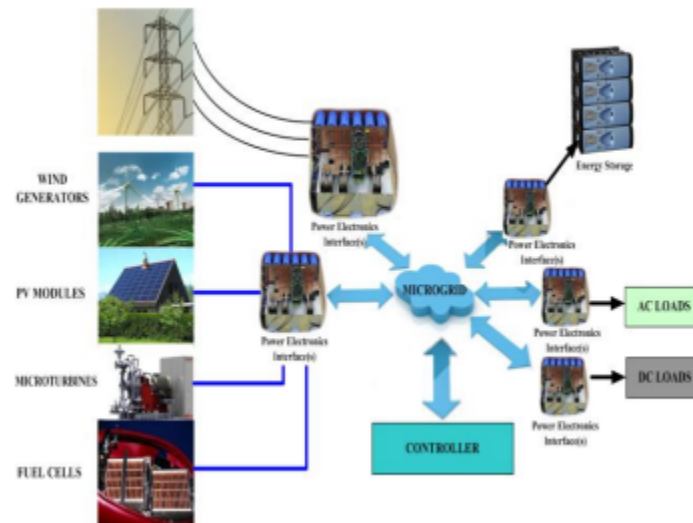 Energy Storage
WIND
GENERATORS
Power Electronics
Interface(s)
Power Electronics
Interface(s)
PV MODULES
MICROGRID
AC LOADS
Power Electronics
Interface(s)
Power Electronics
Interface(s)
MICROTURBINES
DC LOADS
CONTROLLER
Power Electronics
Interface(s)
FUEL CELLS